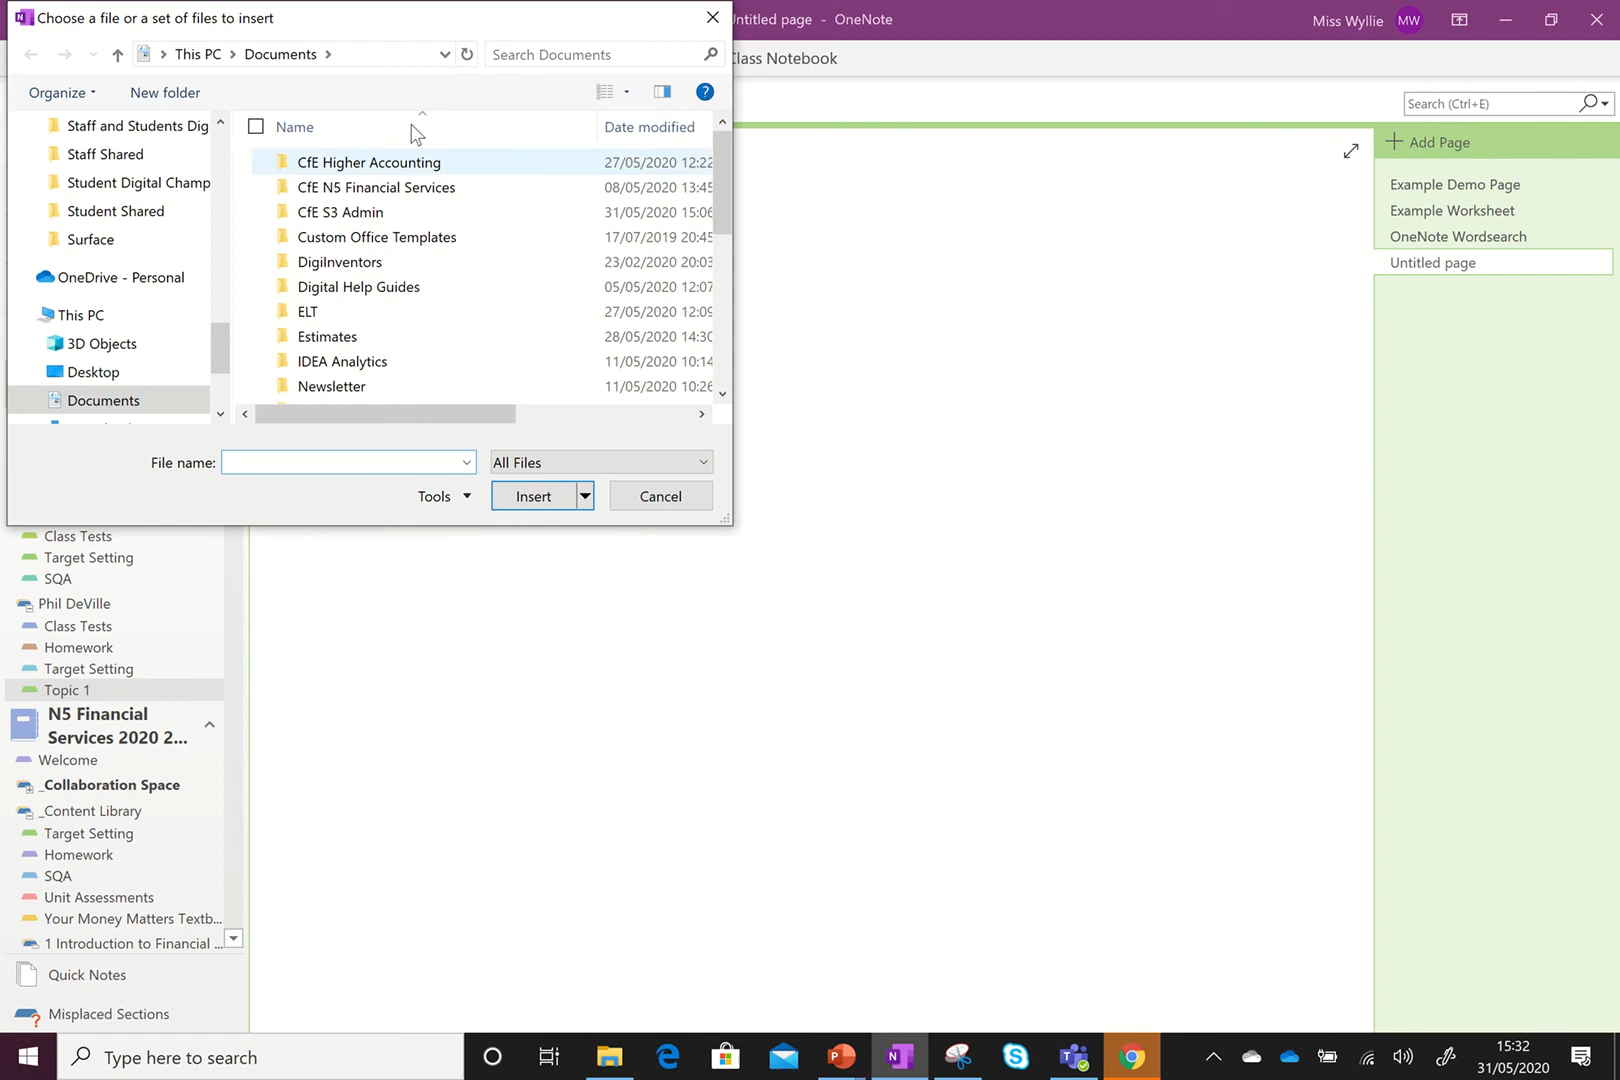 Choose a file or a set of files to insert
Untitled page - OneNote
Miss Wyllie MW
This PC Documents
Search Documents
Class Notebook
Organize
New folder
Search (Ctrl+E)
Name Date modified
Staff and Students Dig
Staff Shared
Student Digital Champ
Student Shared
Surface
OneDrive - Personal
This PC
3D Objects
Desktop
Documents
CfE Higher Accounting 27/05/2020 12:22
CfE N5 Financial Services 08/05/2020 13:45
CfE S3 Admin 31/05/2020 15:06
Custom Office Templates 17/07/2019 20:45
DigiInventors 23/02/2020 20:03
Digital Help Guides 05/05/2020 12:07
ELT 27/05/2020 12:09
Estimates 28/05/2020 14:30
IDEA Analytics 11/05/2020 10:14
Newsletter 11/05/2020 10:26
File name:
All Files
Tools
Insert
Cancel
Add Page
Example Demo Page
Example Worksheet
OneNote Wordsearch
Untitled page
Class Tests
Target Setting
SQA
Phil DeVille
Class Tests
Homework
Target Setting
Topic 1
N5 Financial
Services 2020 2...
Welcome
_Collaboration Space
_Content Library
Target Setting
Homework
SQA
Unit Assessments
Your Money Matters Textb...
1 Introduction to Financial ...
Quick Notes
Misplaced Sections
Type here to search
15:32
31/05/2020